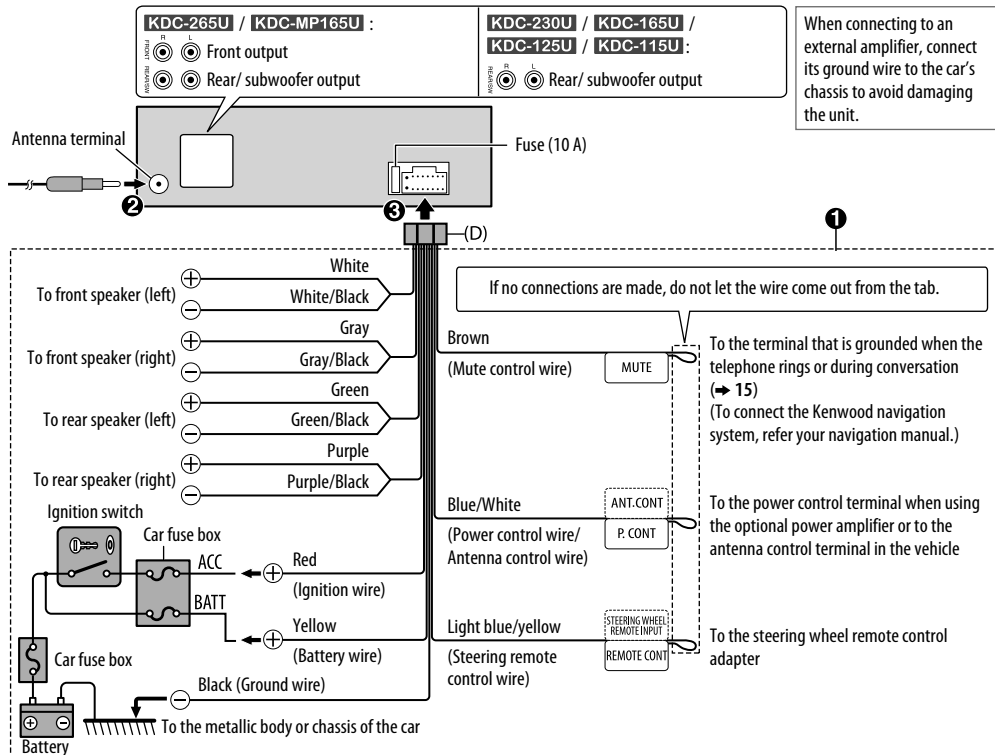 KDC-265U / KDC-MP165U :
FRONT
R L
Front output
REAR/SW
Rear/ subwoofer output
KDC-230U / KDC-165U /
KDC-125U / KDC-115U :
REAR/SW
R L
Rear/ subwoofer output
When connecting to an
external amplifier, connect
its ground wire to the car's
chassis to avoid damaging
the unit.
Antenna terminal
Fuse (10 A)
2
3
1
(D)
White
To front speaker (left)
White/Black
Gray
To front speaker (right)
Gray/Black
Green
To rear speaker (left)
Green/Black
Purple
To rear speaker (right)
Purple/Black
If no connections are made, do not let the wire come out from the tab.
Brown
(Mute control wire)
MUTE
To the terminal that is grounded when the
telephone rings or during conversation
(➜ 15)
(To connect the Kenwood navigation
system, refer your navigation manual.)
Blue/White
(Power control wire/
Antenna control wire)
ANT.CONT
P. CONT
To the power control terminal when using
the optional power amplifier or to the
antenna control terminal in the vehicle
Light blue/yellow
(Steering remote
control wire)
STEERING WHEEL
REMOTE INPUT
REMOTE CONT
To the steering wheel remote control
adapter
Ignition switch
Car fuse box
ACC
Red
(Ignition wire)
BATT
Yellow
(Battery wire)
Car fuse box
Black (Ground wire)
To the metallic body or chassis of the car
Battery